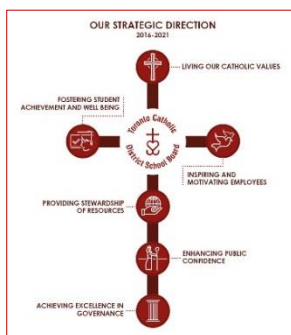 OUR STRATEGIC DIRECTION
2016-2021
LIVING OUR CATHOLIC VALUES
FOSTERING STUDENT
ACHIEVEMENT AND WELL BEING
Toronto Catholic
District School Board
INSPIRING AND
MOTIVATING EMPLOYEES
PROVIDING STEWARDSHIP
OF RESOURCES
ENHANCING PUBLIC
CONFIDENCE
ACHIEVING EXCELLENCE IN
GOVERNANCE